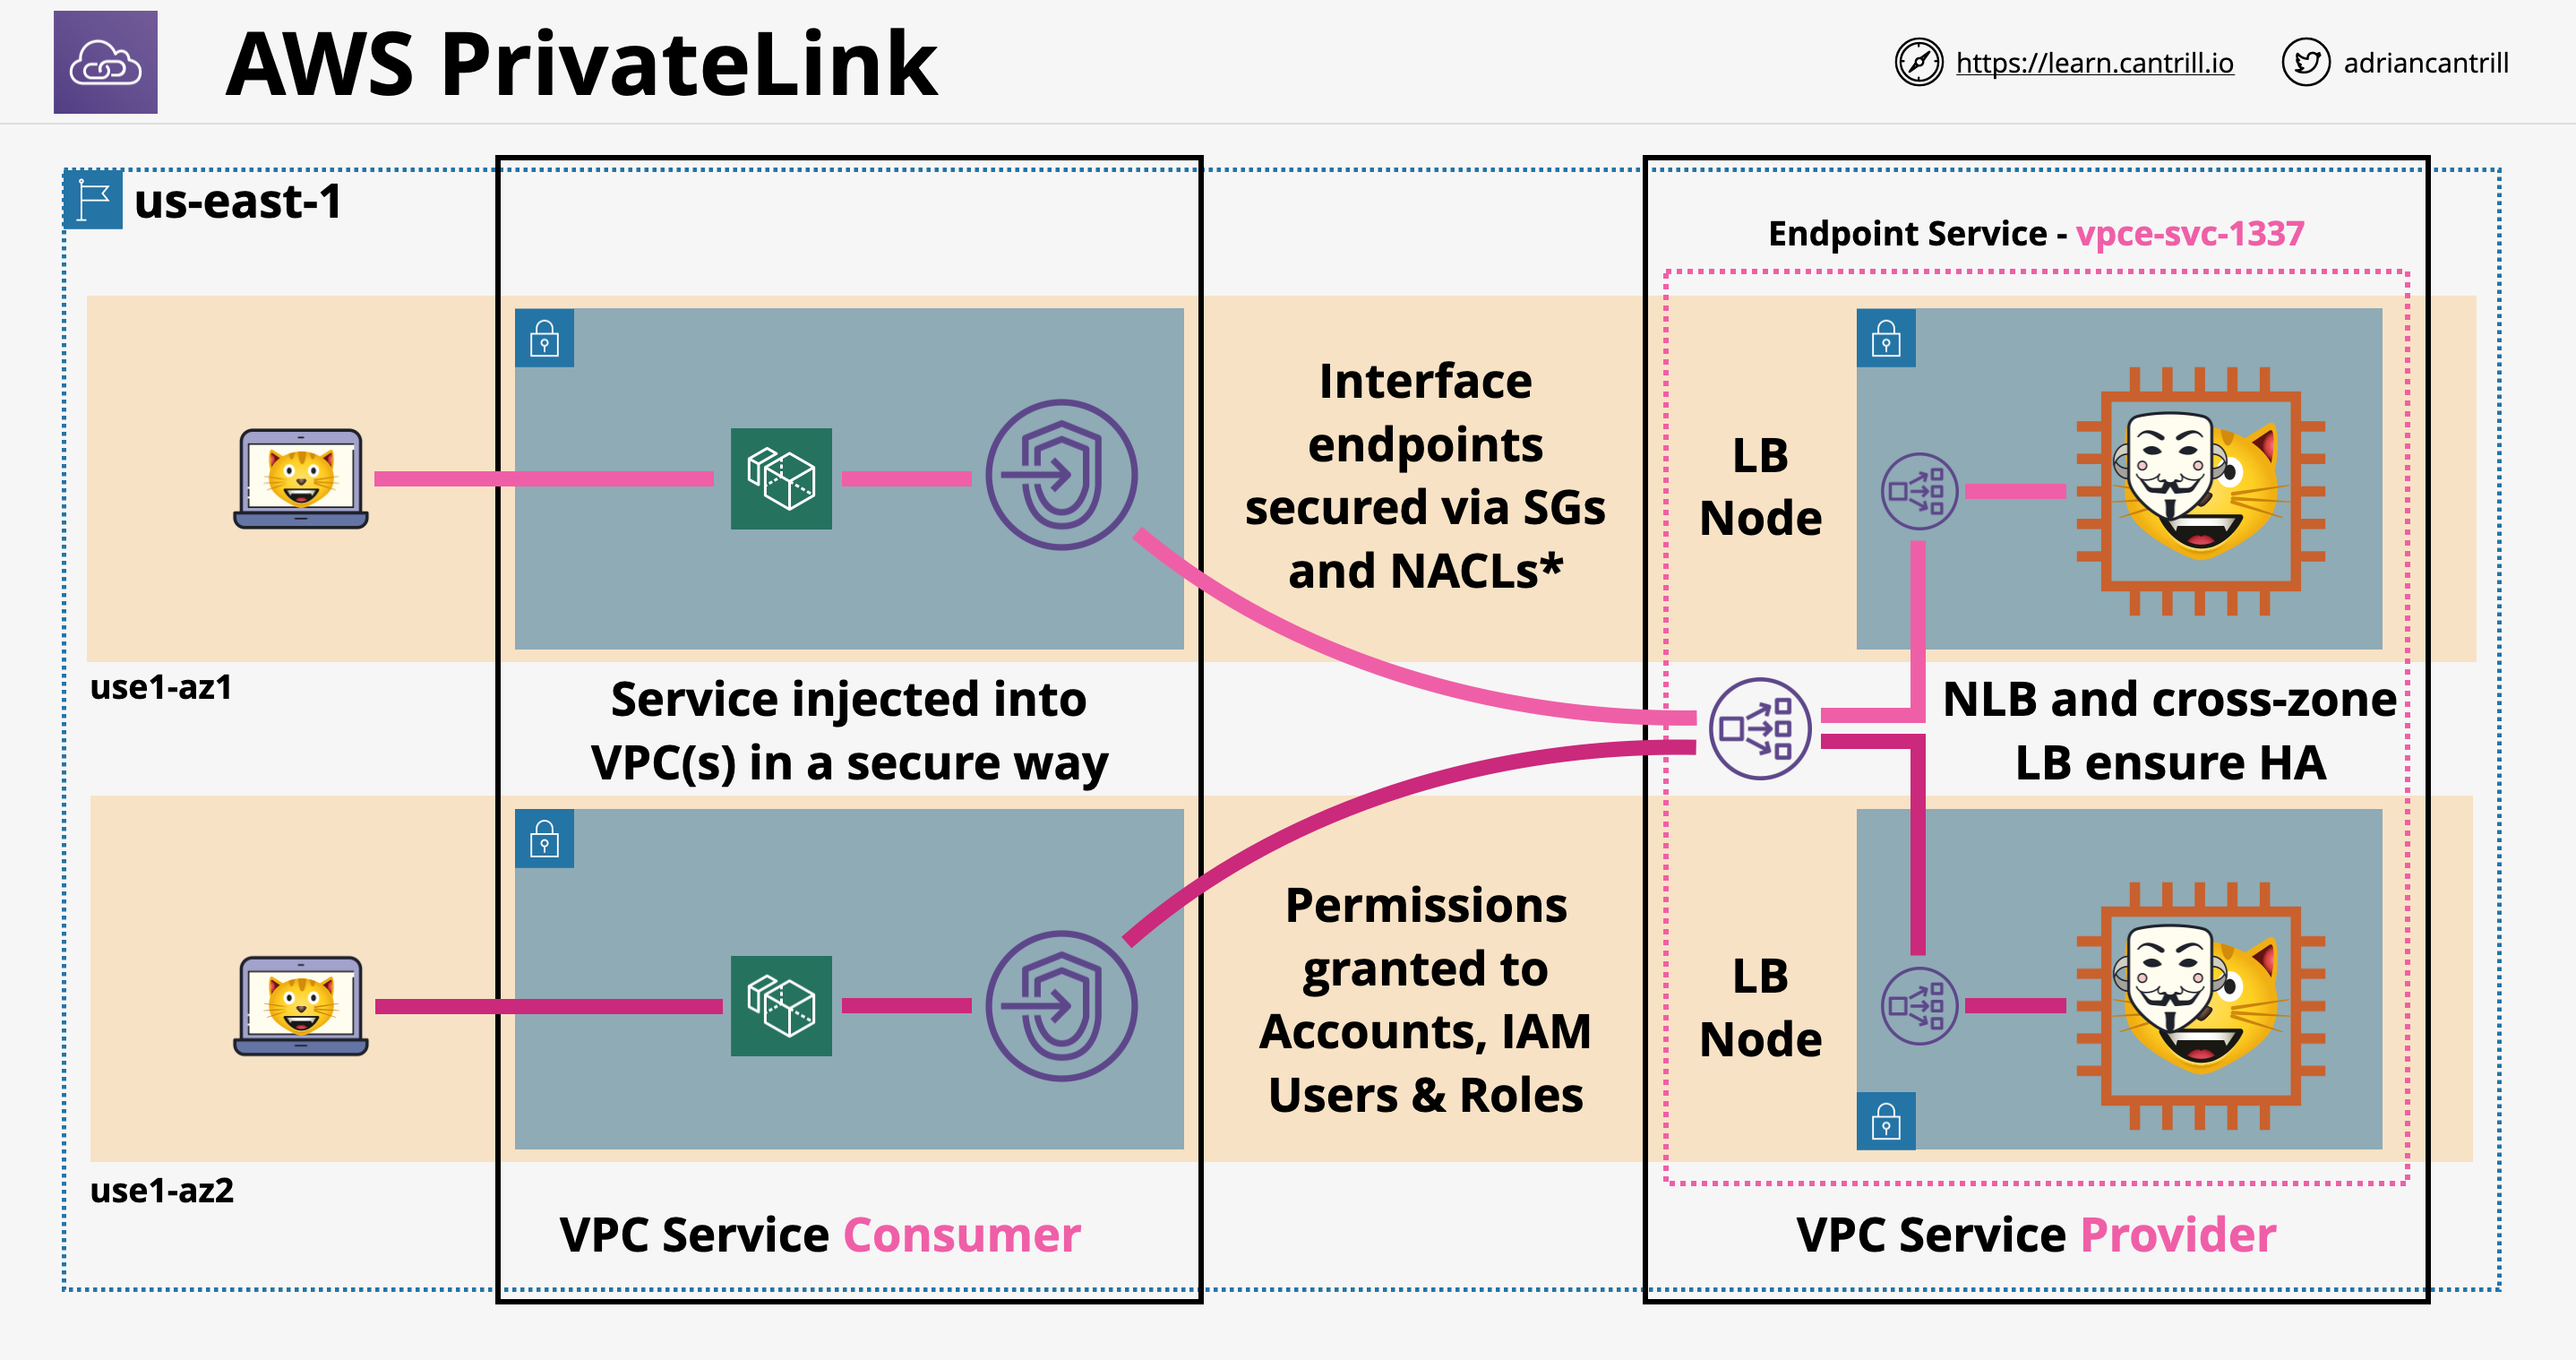 AWS PrivateLink
https://learn.cantrill.io
adriancantrill
us-east-1
Endpoint Service - vpce-svc-1337
Interface
endpoints
secured via SGs
and NACLs*
LB
Node
use1-az1
Service injected into
VPC(s) in a secure way
NLB and cross-zone
LB ensure HA
Permissions
granted to
Accounts, IAM
Users & Roles
LB
Node
use1-az2
VPC Service Consumer
VPC Service Provider